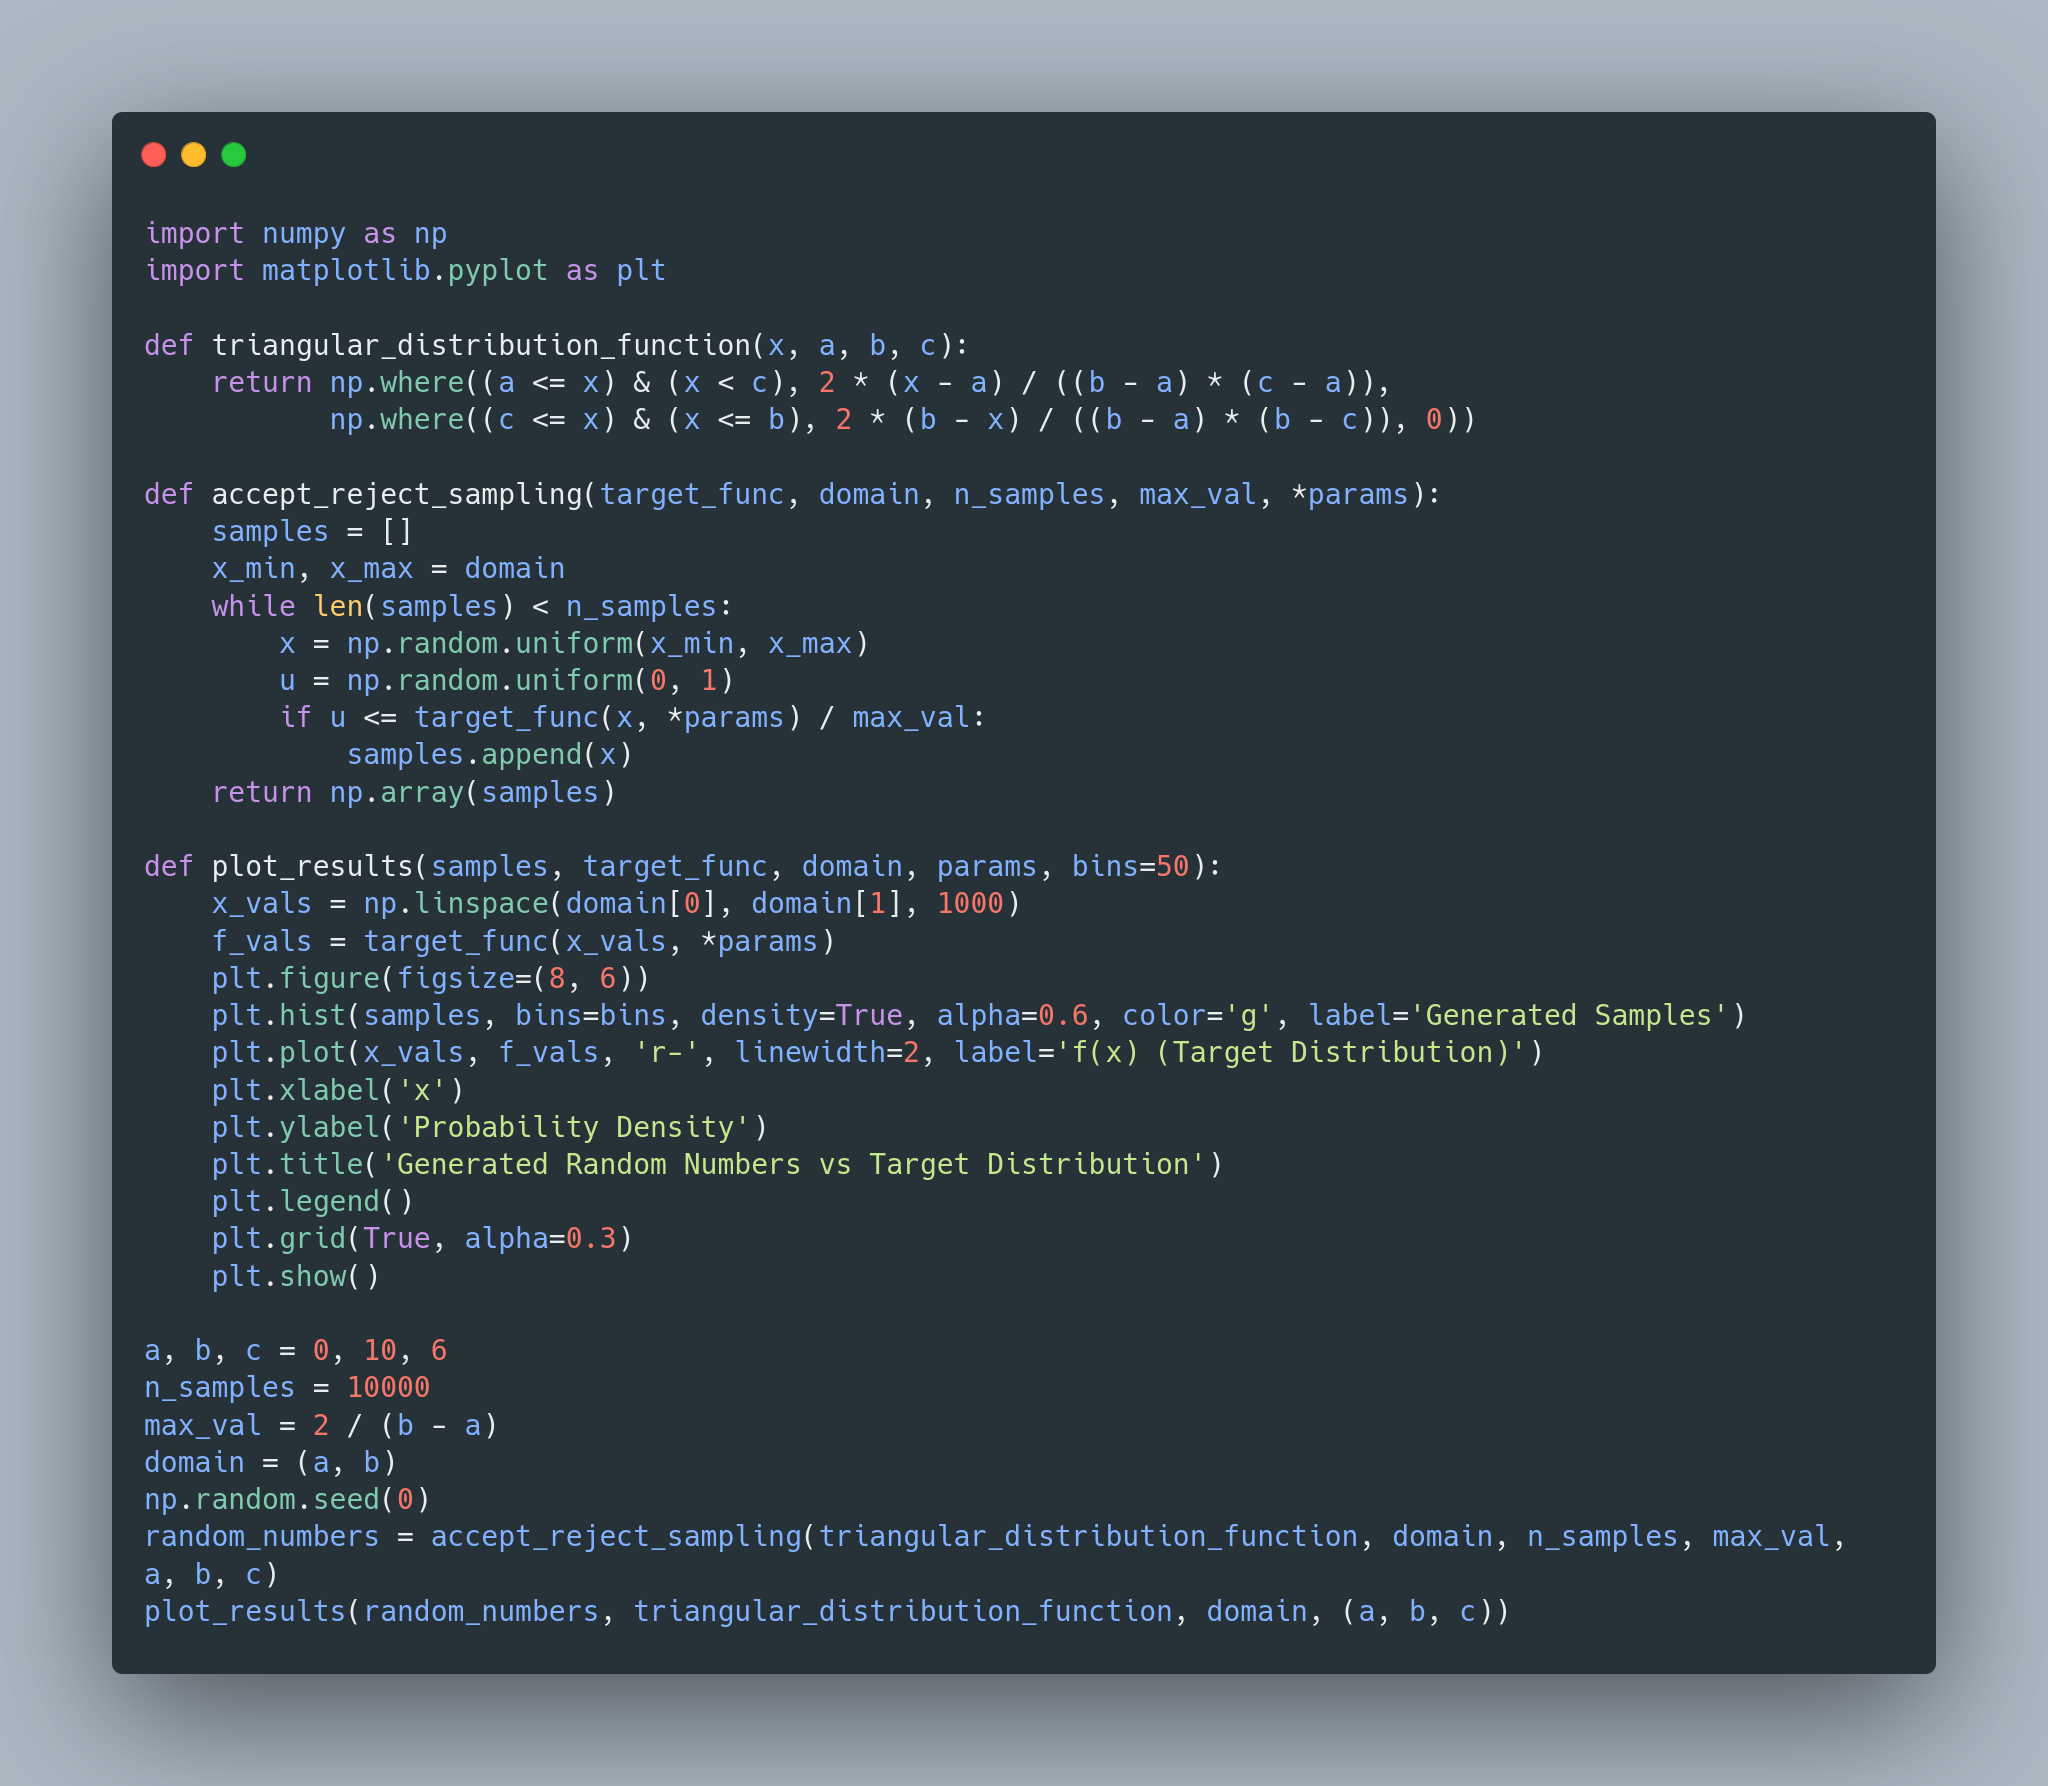 import numpy as np
import matplotlib.pyplot as plt

def triangular_distribution_function(x, a, b, c):
    return np.where((a <= x) & (x < c), 2 * (x - a) / ((b - a) * (c - a)),
           np.where((c <= x) & (x <= b), 2 * (b - x) / ((b - a) * (b - c)), 0))

def accept_reject_sampling(target_func, domain, n_samples, max_val, *params):
    samples = []
    x_min, x_max = domain
    while len(samples) < n_samples:
        x = np.random.uniform(x_min, x_max)
        u = np.random.uniform(0, 1)
        if u <= target_func(x, *params) / max_val:
            samples.append(x)
    return np.array(samples)

def plot_results(samples, target_func, domain, params, bins=50):
    x_vals = np.linspace(domain[0], domain[1], 1000)
    f_vals = target_func(x_vals, *params)
    plt.figure(figsize=(8, 6))
    plt.hist(samples, bins=bins, density=True, alpha=0.6, color='g', label='Generated Samples')
    plt.plot(x_vals, f_vals, 'r-', linewidth=2, label='f(x) (Target Distribution)')
    plt.xlabel('x')
    plt.ylabel('Probability Density')
    plt.title('Generated Random Numbers vs Target Distribution')
    plt.legend()
    plt.grid(True, alpha=0.3)
    plt.show()

a, b, c = 0, 10, 6
n_samples = 10000
max_val = 2 / (b - a)
domain = (a, b)
np.random.seed(0)
random_numbers = accept_reject_sampling(triangular_distribution_function, domain, n_samples, max_val,
a, b, c)
plot_results(random_numbers, triangular_distribution_function, domain, (a, b, c))